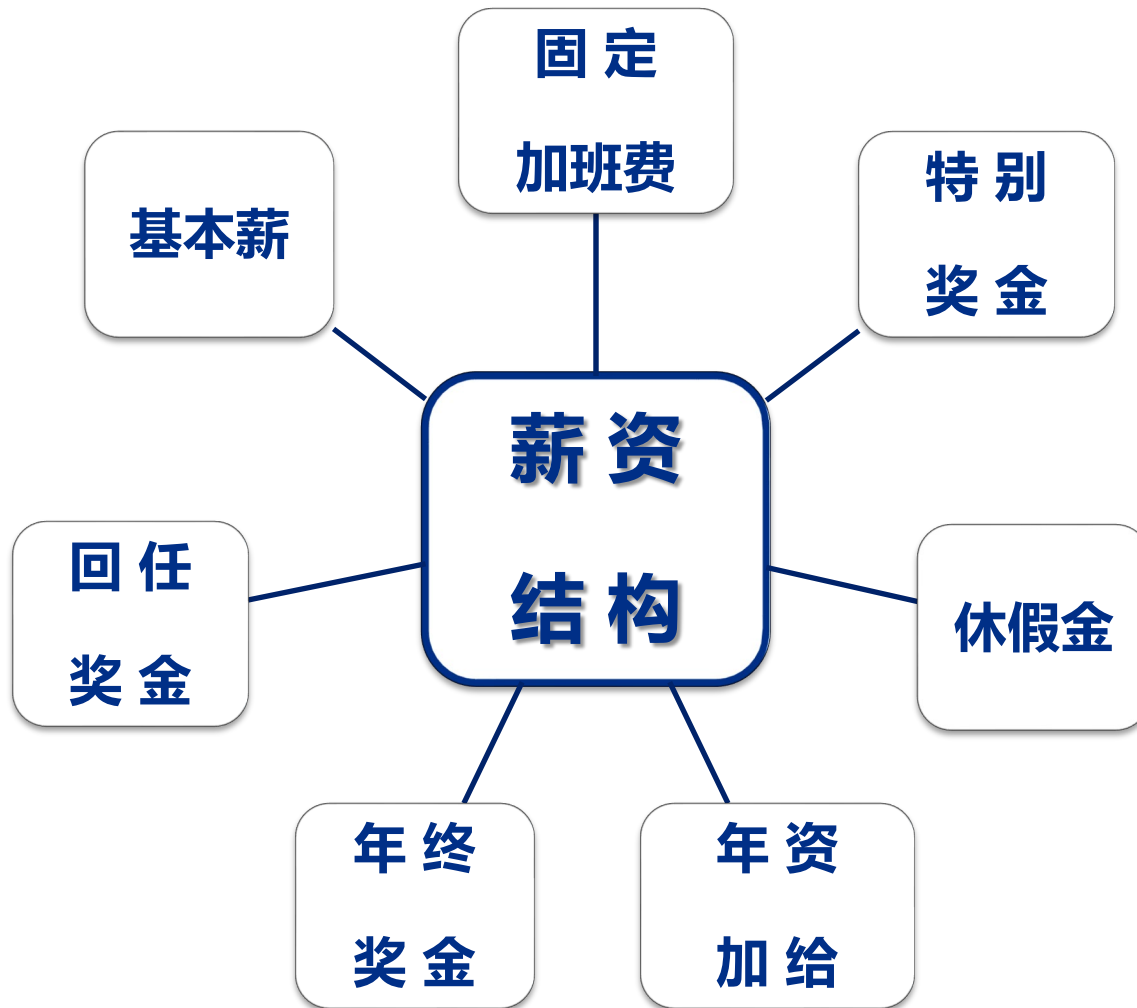 固 定
加班费
特 别
奖 金
基本薪
薪 资
结 构
回 任
奖 金
休假金
年 终
奖 金
年 资
加 给